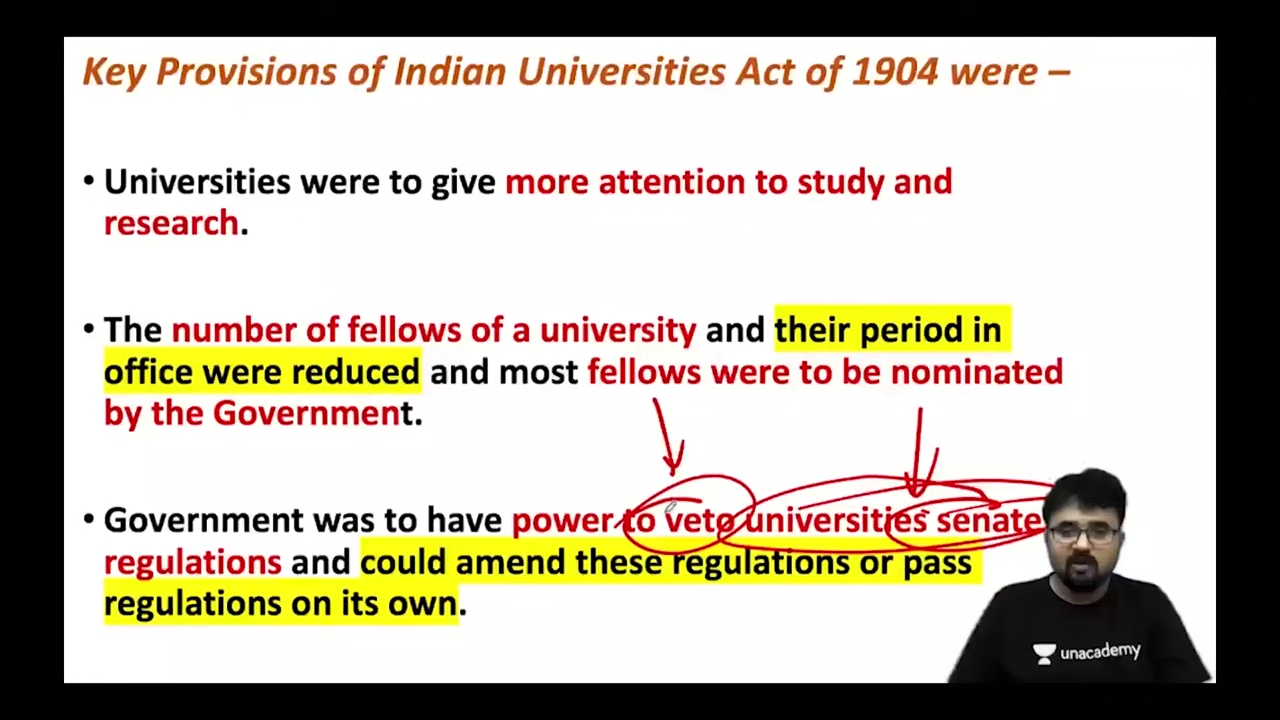 Key Provisions of Indian Universities Act of 1904 were –
• Universities were to give more attention to study and
research.
• The number of fellows of a university and their period in
office were reduced and most fellows were to be nominated
by the Government.
• Government was to have power to veto universities senate
regulations and could amend these regulations or pass
regulations on its own.
unacademy